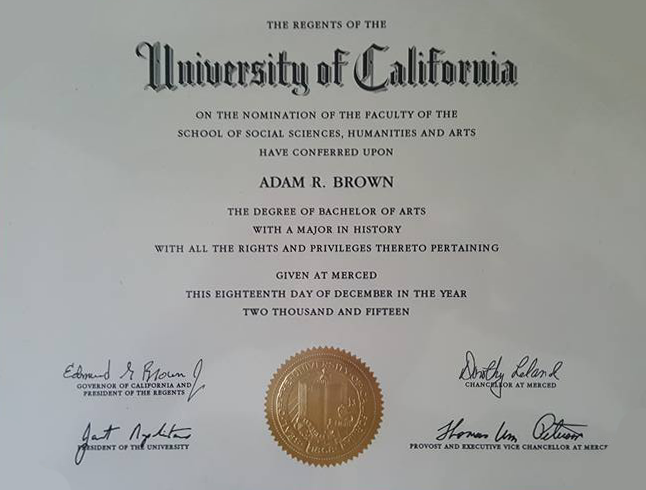 THE REGENTS OF THE
University of California
ON THE NOMINATION OF THE FACULTY OF THE
SCHOOL OF SOCIAL SCIENCES, HUMANITIES AND ARTS
HAVE CONFERRED UPON
ADAM R. BROWN
THE DEGREE OF BACHELOR OF ARTS
WITH A MAJOR IN HISTORY
WITH ALL THE RIGHTS AND PRIVILEGES THERETO PERTAINING
GIVEN AT MERCED
THIS EIGHTEENTH DAY OF DECEMBER IN THE YEAR
TWO THOUSAND AND FIFTEEN
Edmund G Brown Jr
GOVERNOR OF CALIFORNIA AND
PRESIDENT OF THE REGENTS
Dorothy Leland
CHANCELLOR AT MERCED
PRESIDENT OF THE UNIVERSITY
Thomas
PROVOST AND EXECUTIVE VICE CHANCELLOR AT MERCED